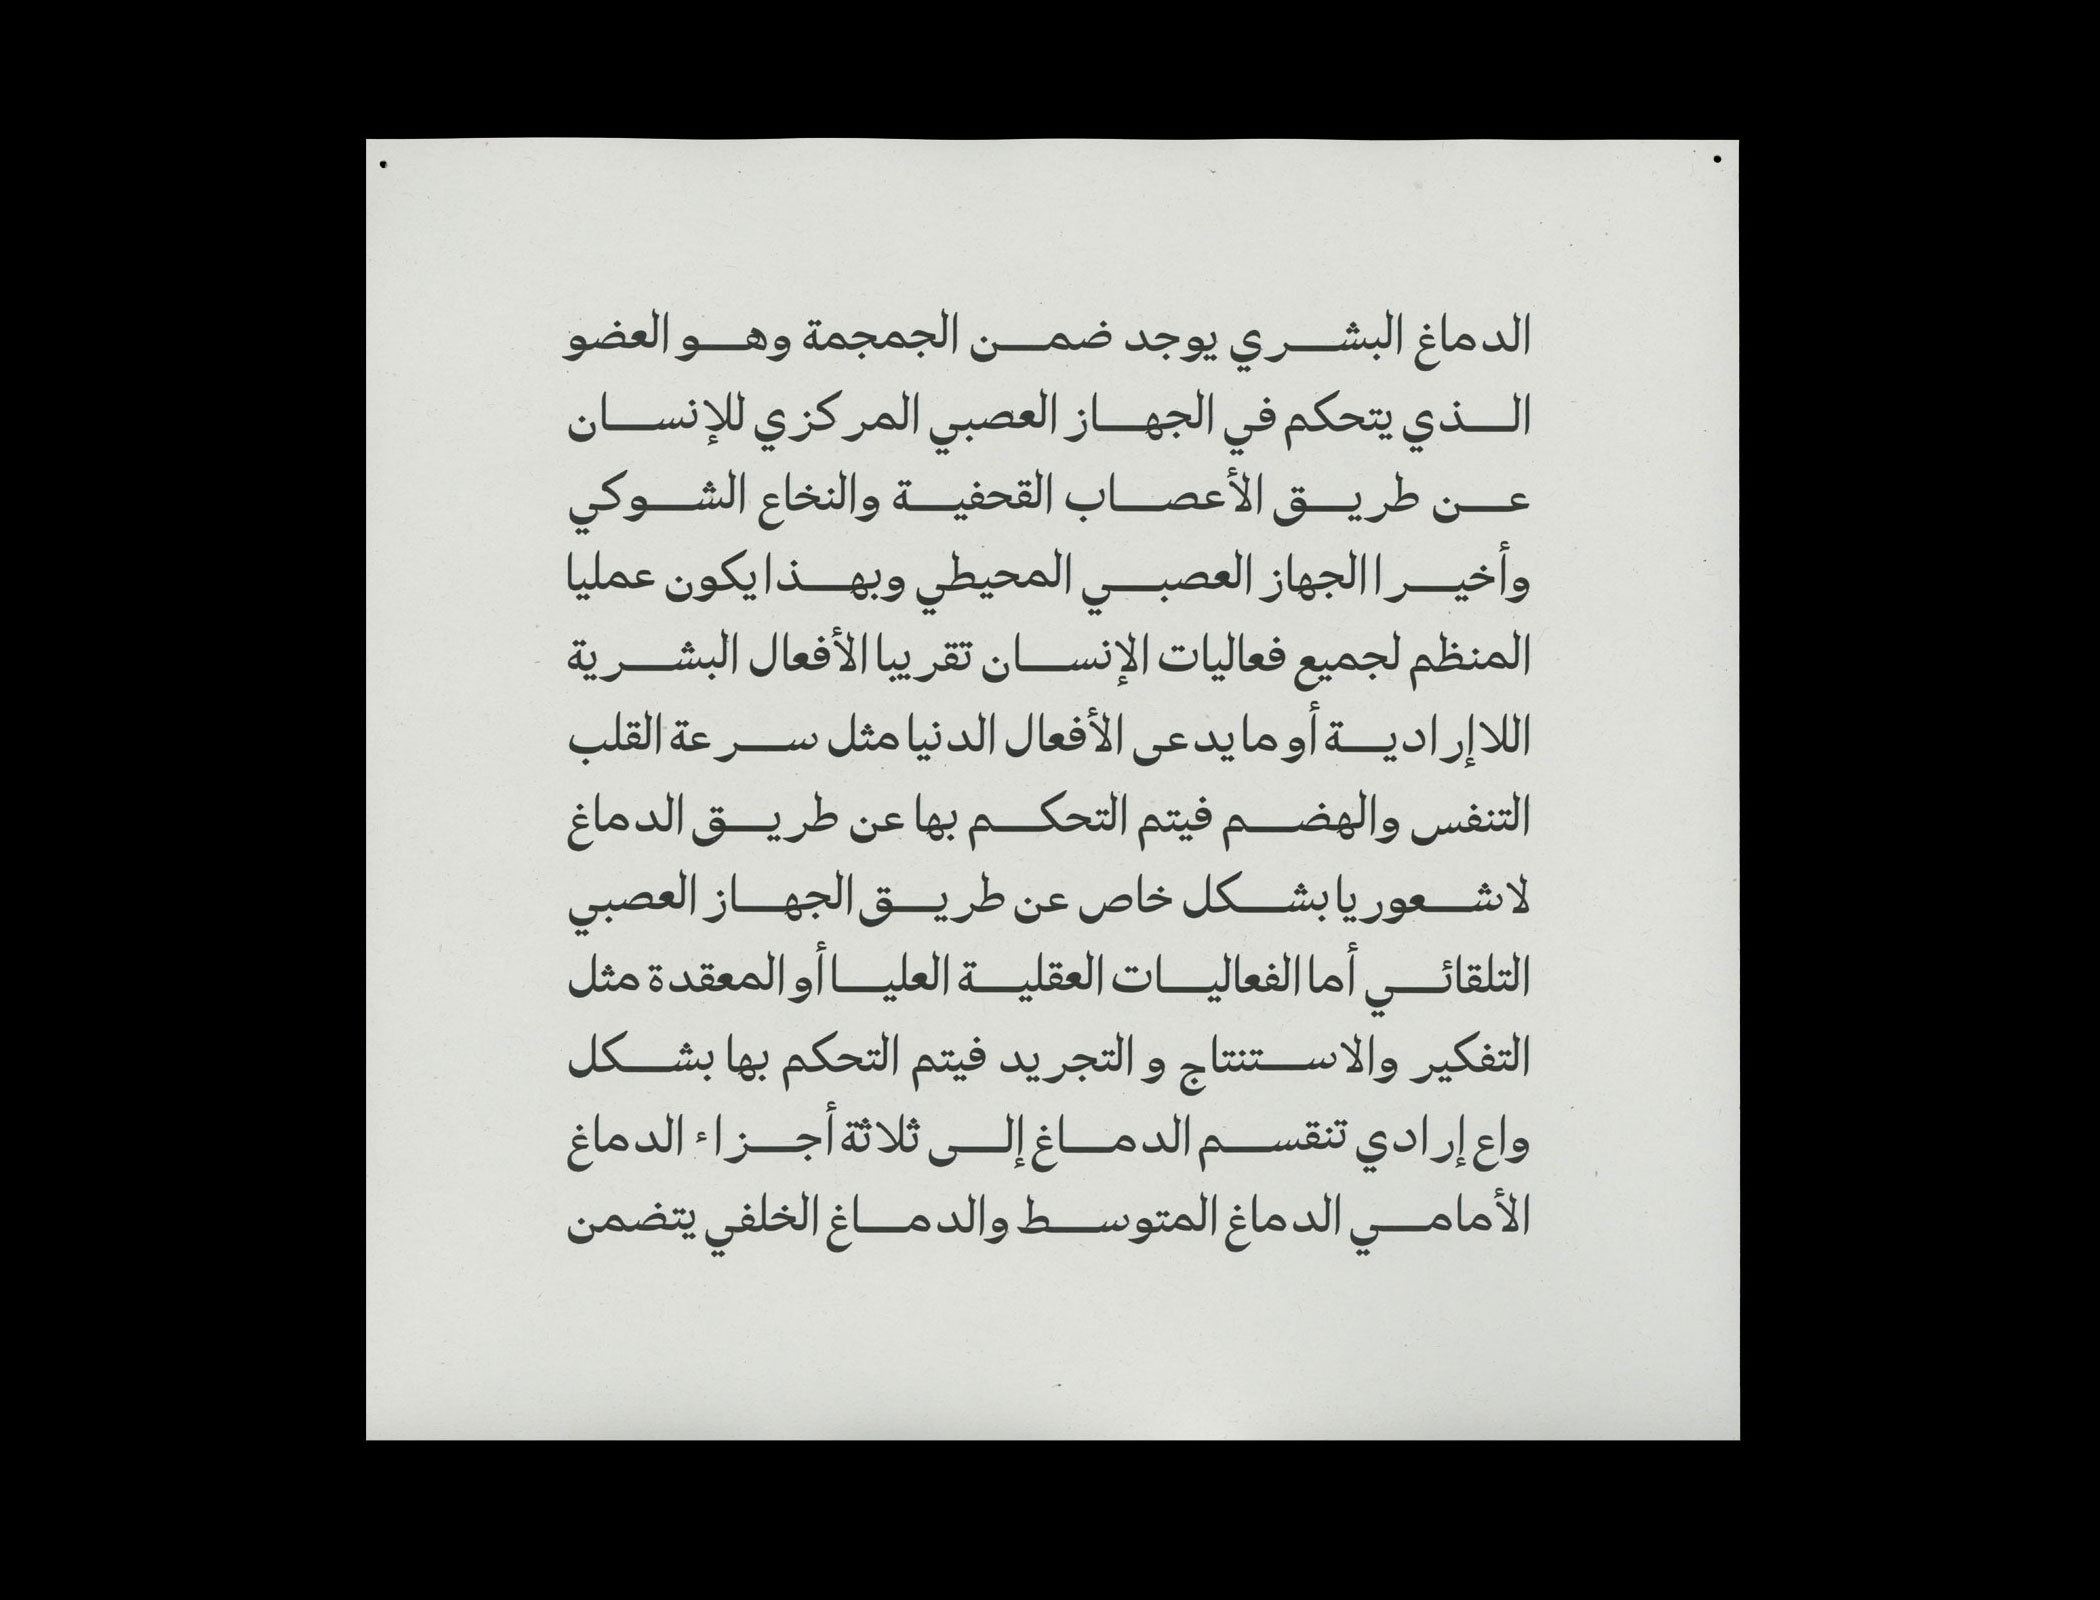 الدماغ البشري يوجد ضمن الجمجمة وهو العضو
الذي يتحكم في الجهاز العصبي المركزي للإنسان
عن طريق الأعصاب القحفية والنخاع الشوكي
وأخيرا الجهاز العصبي المحيطي وبهذا يكون عمليا
المنظم لجميع فعاليات الإنسان تقريبا الأفعال البشرية
اللاإرادية أو ما يدعى الأفعال الدنيا مثل سرعة القلب
التنفس والهضم فيتم التحكم بها عن طريق الدماغ
لاشعوريا بشكل خاص عن طريق الجهاز العصبي
التلقائي أما الفعاليات العقلية العليا أو المعقدة مثل
التفكير والاستنتاج و التجريد فيتم التحكم بها بشكل
واع إرادي تنقسم الدماغ إلى ثلاثة أجزاء الدماغ
الأمامي الدماغ المتوسط والدماغ الخلفي يتضمن